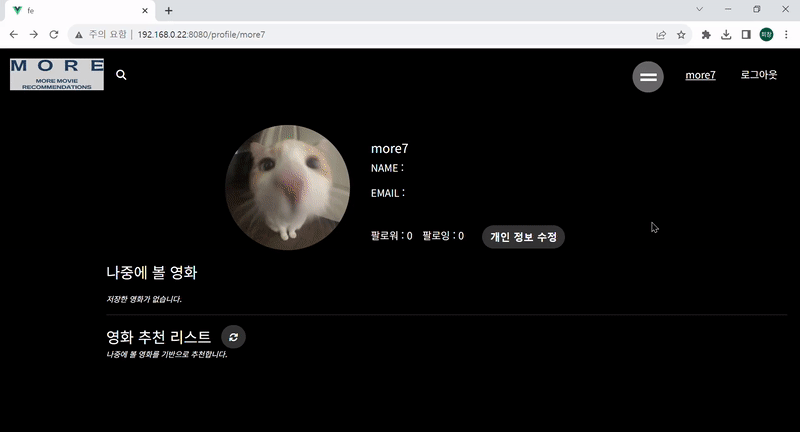 fe
주의 요함 | 192.168.0.22:8080/profile/more7
희창
MORE
MORE MOVIE
RECOMMENDATIONS
more7 로그아웃
more7
NAME :
EMAIL :
팔로워 : 0 팔로잉 : 0 개인 정보 수정
나중에 볼 영화
저장한 영화가 없습니다.
영화 추천 리스트
나중에 볼 영화를 기반으로 추천합니다.